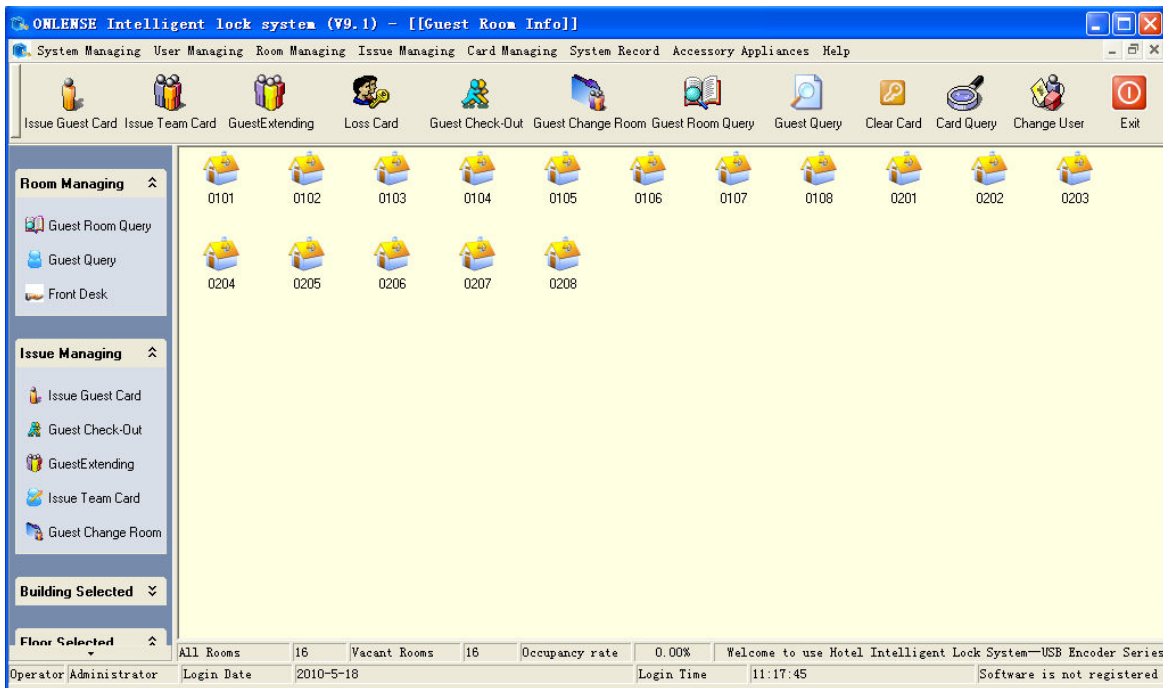 ONLENSE Intelligent lock system (V9.1) - [[Guest Room Info]]
System Managing User Managing Room Managing Issue Managing Card Managing System Record Accessory Appliances Help
Issue Guest Card Issue Team Card GuestExtending Loss Card Guest Check-Out Guest Change Room Guest Room Query Guest Query Clear Card Card Query Change User Exit
Room Managing
Guest Room Query
Guest Query
Front Desk
Issue Managing
Issue Guest Card
Guest Check-Out
GuestExtending
Issue Team Card
Guest Change Room
Building Selected
Floor Selected
0101 0102 0103 0104 0105 0106 0107 0108 0201 0202 0203
0204 0205 0206 0207 0208
All Rooms 16 Vacant Rooms 16 Occupancy rate 0.00% Welcome to use Hotel Intelligent Lock System—USB Encoder Series
Operator Administrator Login Date 2010-5-18 Login Time 11:17:45 Software is not registered